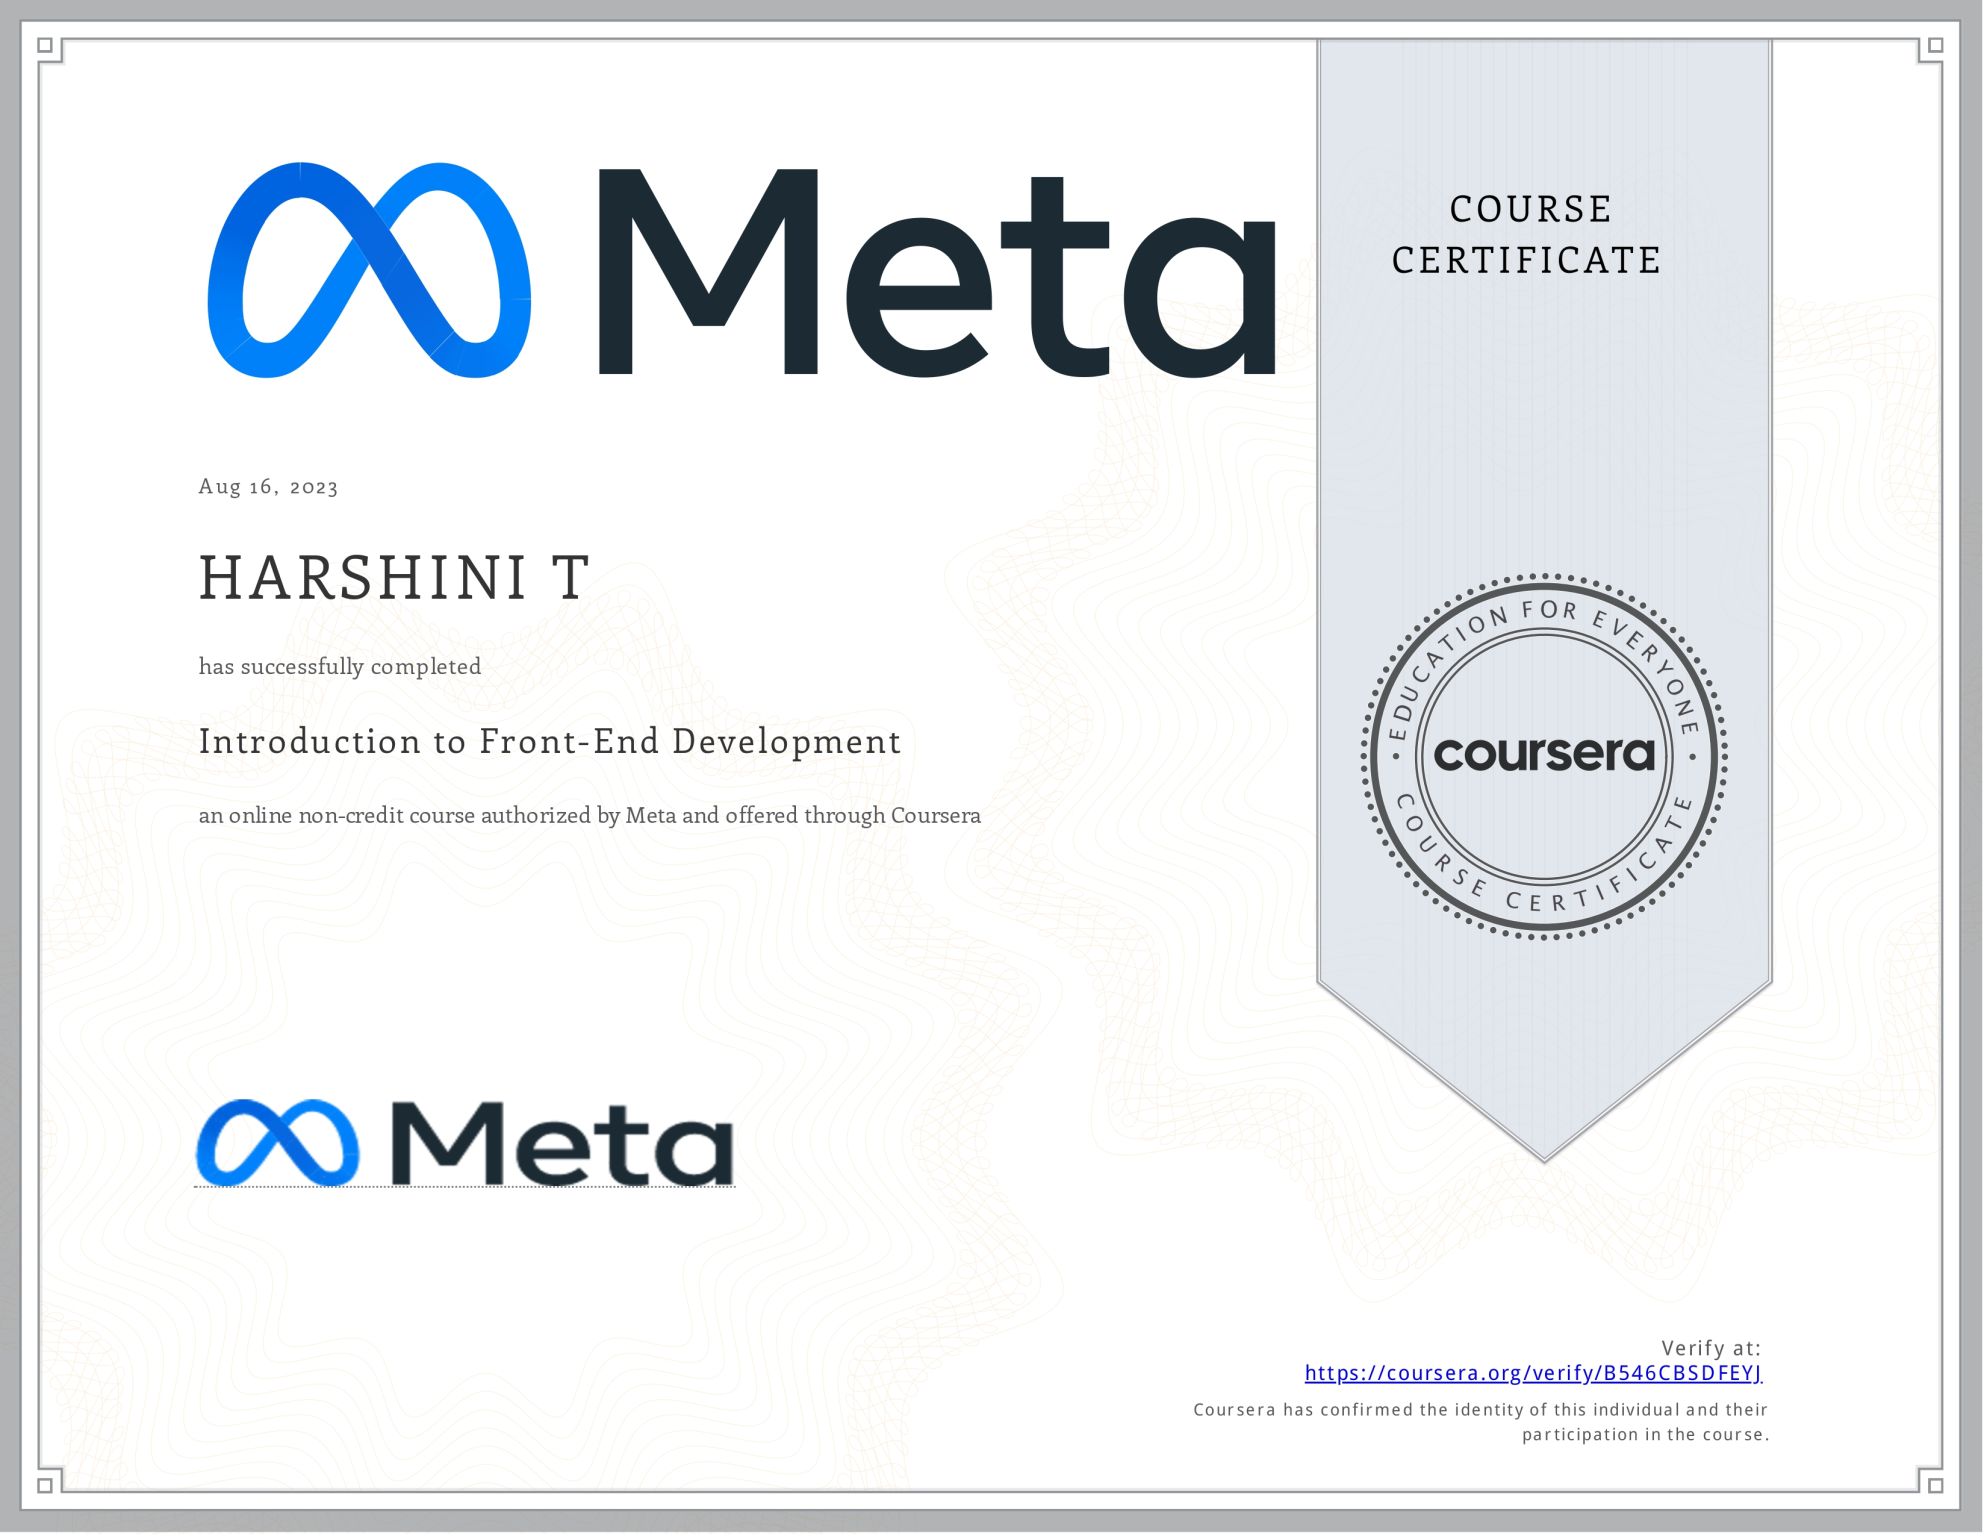 Meta
COURSE
CERTIFICATE
Aug 16, 2023
HARSHINI T
has successfully completed
Introduction to Front-End Development
an online non-credit course authorized by Meta and offered through Coursera
EDUCATION FOR EVERYONE
coursera
COURSE CERTIFICATE
Meta
Verify at:
https://coursera.org/verify/B546CBSDFEYJ
Coursera has confirmed the identity of this individual and their
participation in the course.